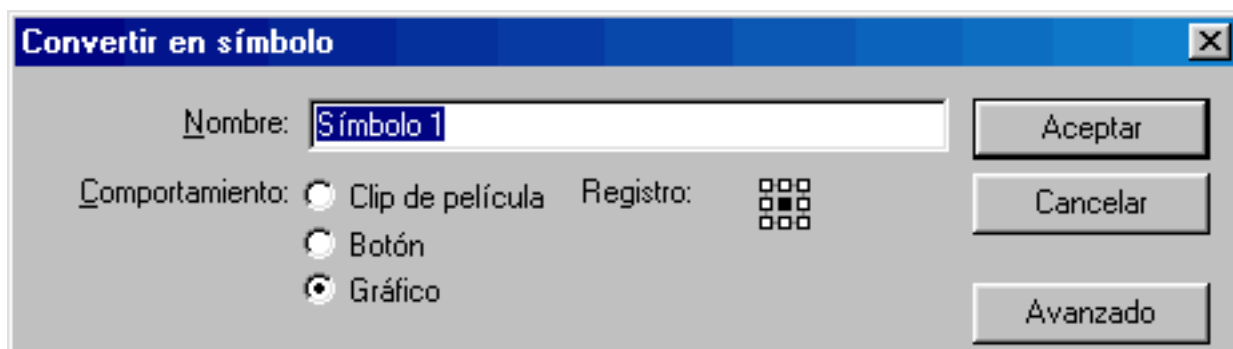 Convertir en símbolo
Nombre: Símbolo 1 Aceptar
Comportamiento: Clip de película Registro: Cancelar
Botón
Gráfico
Avanzado